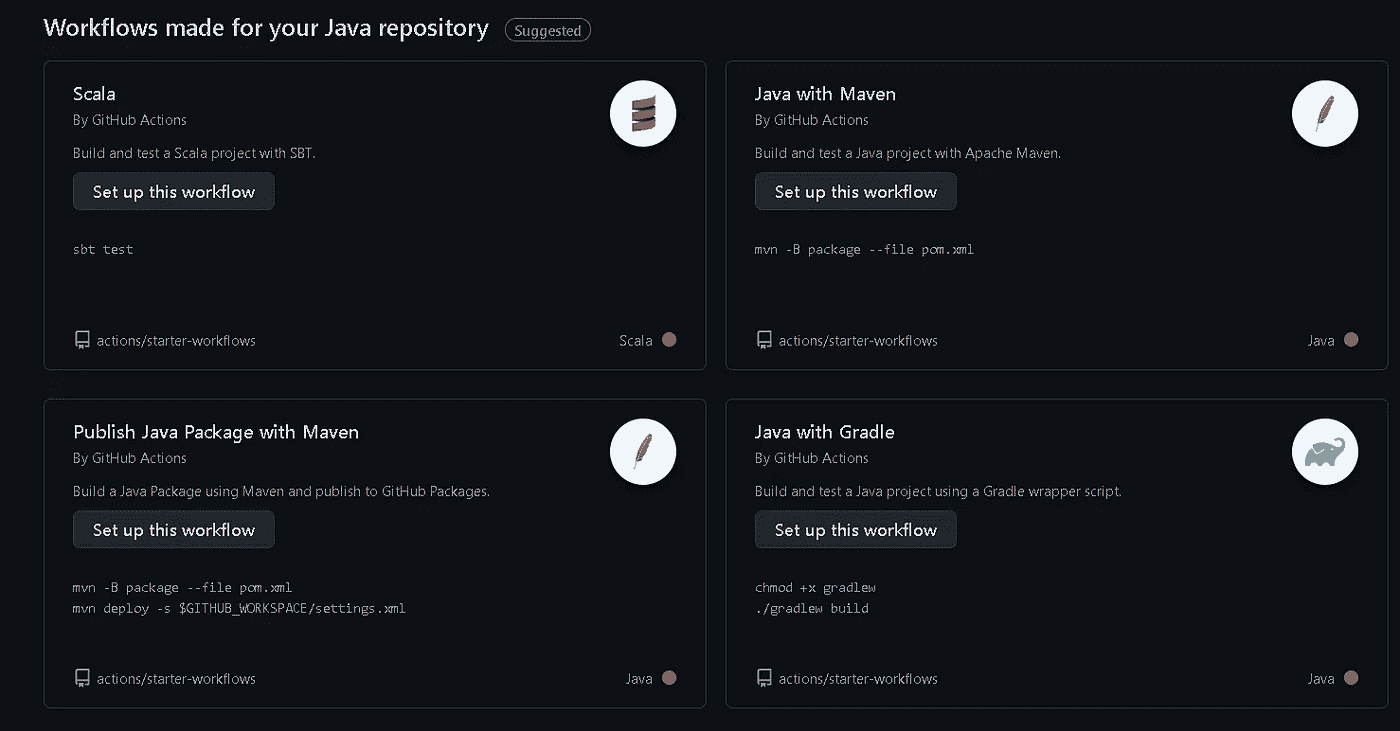 Workflows made for your Java repository Suggested
Scala
By GitHub Actions
Build and test a Scala project with SBT.
Set up this workflow
sbt test
actions/starter-workflows Scala
Java with Maven
By GitHub Actions
Build and test a Java project with Apache Maven.
Set up this workflow
mvn -B package --file pom.xml
actions/starter-workflows Java
Publish Java Package with Maven
By GitHub Actions
Build a Java Package using Maven and publish to GitHub Packages.
Set up this workflow
mvn -B package --file pom.xml
mvn deploy -s $GITHUB_WORKSPACE/settings.xml
actions/starter-workflows Java
Java with Gradle
By GitHub Actions
Build and test a Java project using a Gradle wrapper script.
Set up this workflow
chmod +x gradlew
./gradlew build
actions/starter-workflows Java